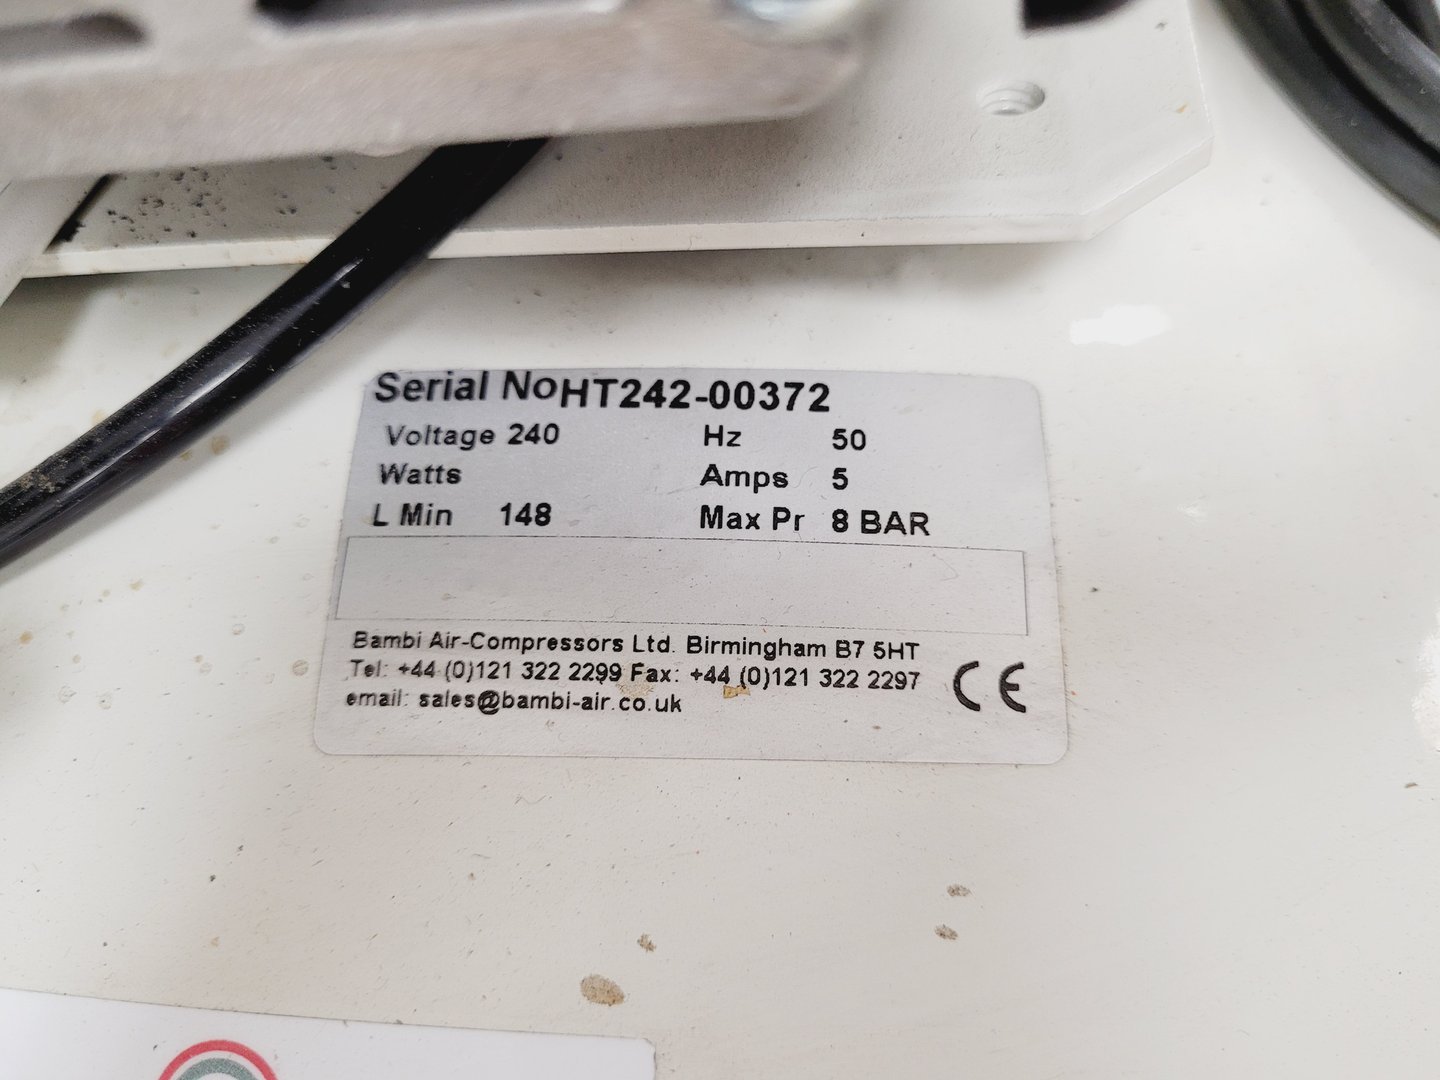 Serial No HT242-00372
Voltage 240 Hz 50
Watts Amps 5
L Min 148 Max Pr 8 BAR
Bambi Air-Compressors Ltd. Birmingham B7 5HT
Tel: +44 (0)121 322 2299 Fax: +44 (0)121 322 2297
email: sales@bambi-air.co.uk
CE